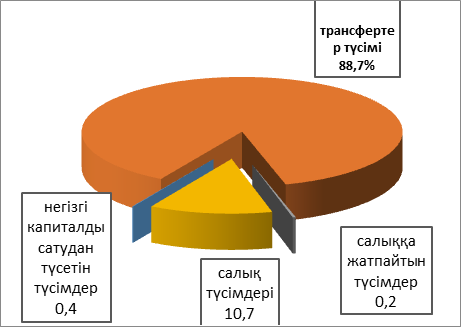 трансферте
р түсімі
88,7%
негізгі
капиталды
сатудан
түсетін
түсімдер
0,4
салық
түсімдері
10,7
салыққа
жатпайтын
түсімдер
0,2